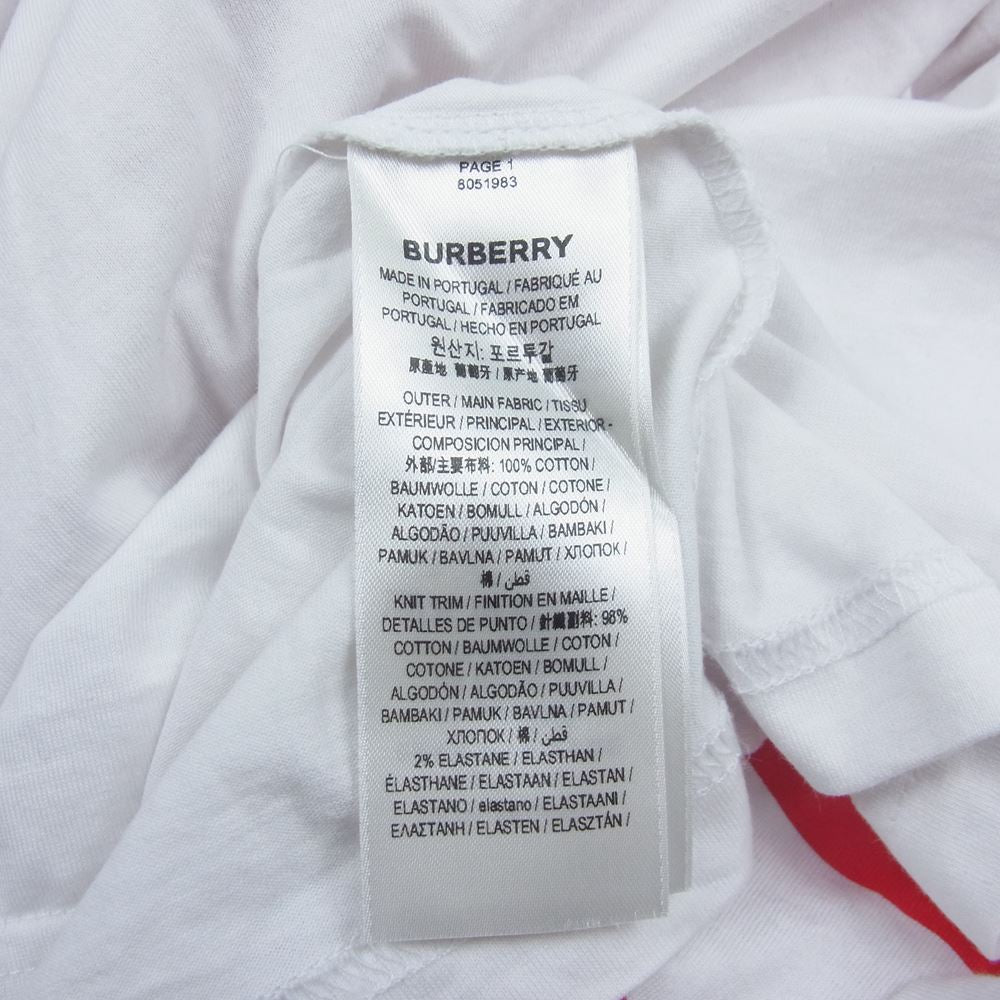 PAGE 1
8051983
BURBERRY
MADE IN PORTUGAL / FABRIQUÉ AU
PORTUGAL / FABRICADO EM
PORTUGAL / HECHO EN PORTUGAL
원산지: 포르투갈
原產地 葡萄牙 / 原产地 葡萄牙
OUTER / MAIN FABRIC / TISSU
EXTÉRIEUR / PRINCIPAL / EXTERIOR -
COMPOSICION PRINCIPAL /
外部/主要布料: 100% COTTON /
BAUMWOLLE / COTON / COTONE /
KATOEN / BOMULL / ALGODÓN /
ALGODÃO / PUUVILLA / BAMBAKI /
PAMUK / BAVLNA / PAMUT / ХЛОПОК /
棉 / قطن
KNIT TRIM / FINITION EN MAILLE /
DETALLES DE PUNTO / 針織副料: 98%
COTTON / BAUMWOLLE / COTON /
COTONE / KATOEN / BOMULL /
ALGODÓN / ALGODÃO / PUUVILLA /
BAMBAKI / PAMUK / BAVLNA / PAMUT /
ХЛОПОК / 棉 / قطن
2% ELASTANE / ELASTHAN /
ÉLASTHANE / ELASTAAN / ELASTAN /
ELASTANO / elastano / ELASTAANI /
ΕΛΑΣΤΑΝΗ / ELASTEN / ELASZTÁN /